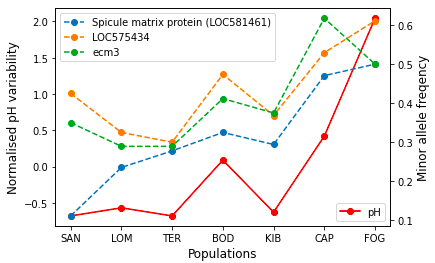 Spicule matrix protein (LOC581461)
LOC575434
ecm3
pH
Normalised pH variability
2.0
1.5
1.0
0.5
0.0
−0.5
Minor allele freqency
0.6
0.5
0.4
0.3
0.2
0.1
SAN LOM TER BOD KIB CAP FOG
Populations